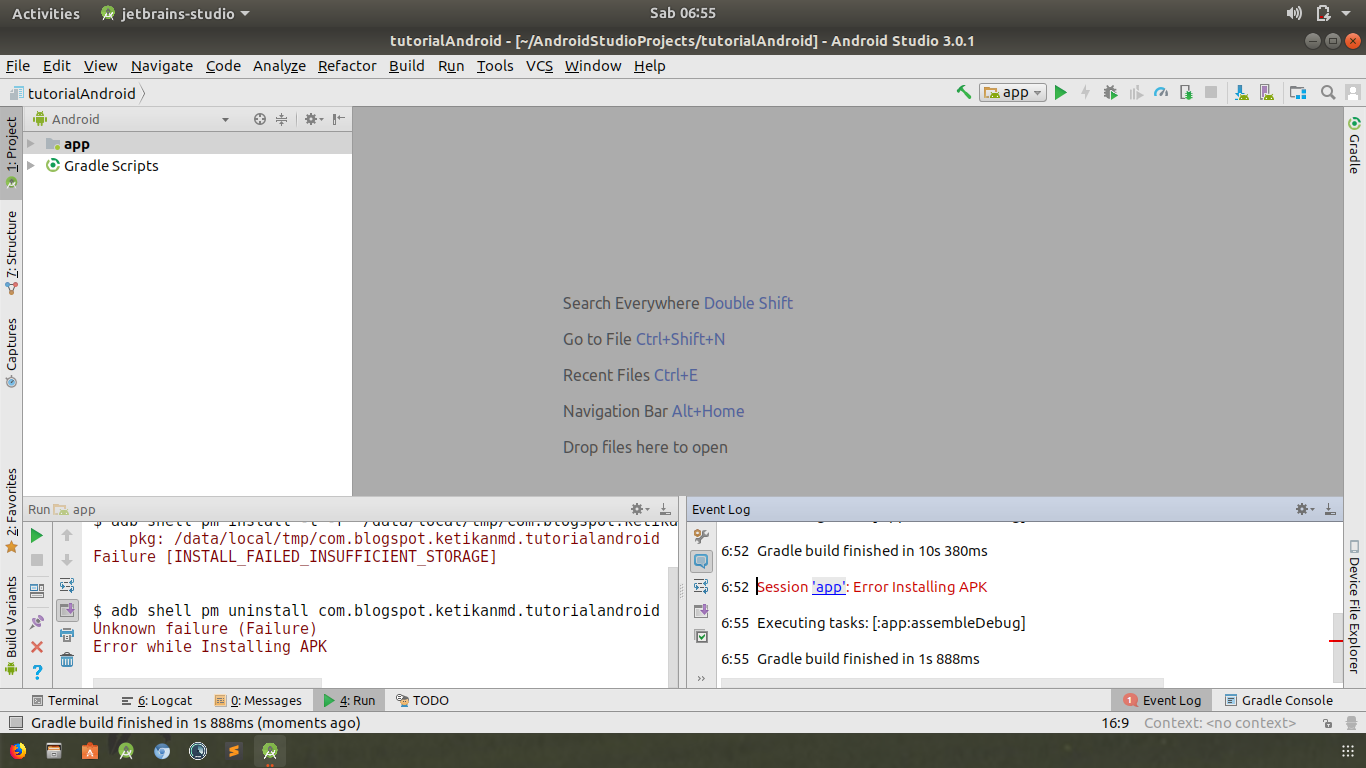 Activities jetbrains-studio Sab 06:55
tutorialAndroid - [~/AndroidStudioProjects/tutorialAndroid] - Android Studio 3.0.1
File Edit View Navigate Code Analyze Refactor Build Run Tools VCS Window Help
tutorialAndroid app
1: Project
7: Structure
Captures
2: Favorites
Build Variants
Android
app
Gradle Scripts
Search Everywhere Double Shift
Go to File Ctrl+Shift+N
Recent Files Ctrl+E
Navigation Bar Alt+Home
Drop files here to open
Gradle
Device File Explorer
Run app
$ adb shell pm install -t -r "/data/local/tmp/com.blogspot.ketikan
pkg: /data/local/tmp/com.blogspot.ketikanmd.tutorialandroid
Failure [INSTALL_FAILED_INSUFFICIENT_STORAGE]
$ adb shell pm uninstall com.blogspot.ketikanmd.tutorialandroid
Unknown failure (Failure)
Error while Installing APK
Event Log
6:52 Gradle build finished in 10s 380ms
6:52 Session 'app': Error Installing APK
6:55 Executing tasks: [:app:assembleDebug]
6:55 Gradle build finished in 1s 888ms
Terminal 6: Logcat 0: Messages 4: Run TODO 1 Event Log Gradle Console
Gradle build finished in 1s 888ms (moments ago) 16:9 Context: <no context>